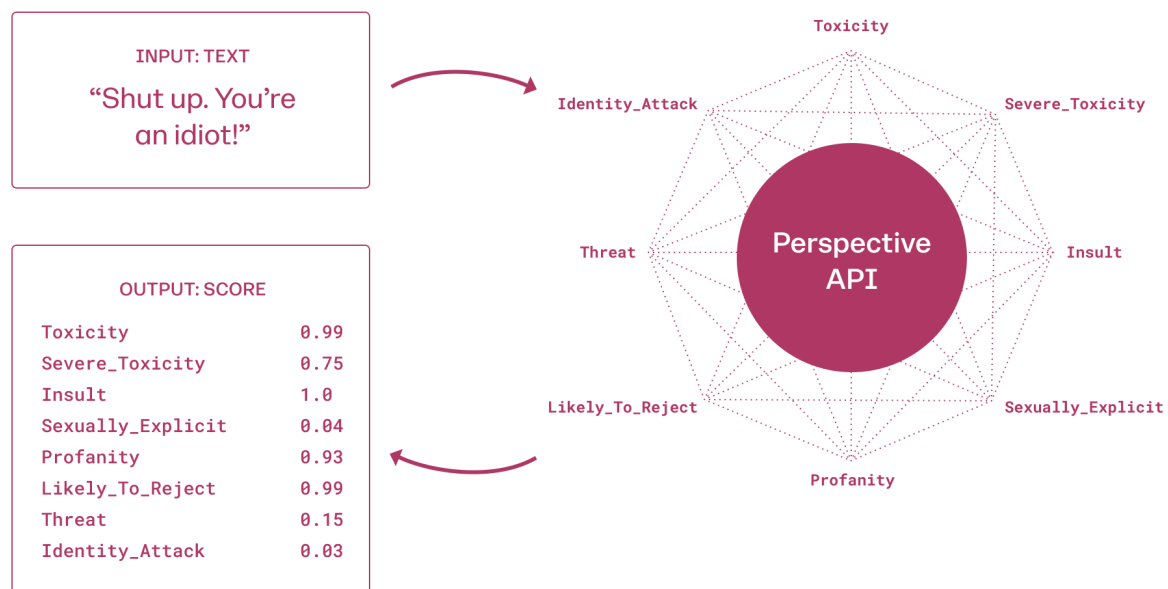 INPUT: TEXT
“Shut up. You’re
an idiot!”
OUTPUT: SCORE
Toxicity 0.99
Severe_Toxicity 0.75
Insult 1.0
Sexually_Explicit 0.04
Profanity 0.93
Likely_To_Reject 0.99
Threat 0.15
Identity_Attack 0.03
Toxicity
Identity_Attack
Severe_Toxicity
Threat
Perspective
API
Insult
Likely_To_Reject
Sexually_Explicit
Profanity